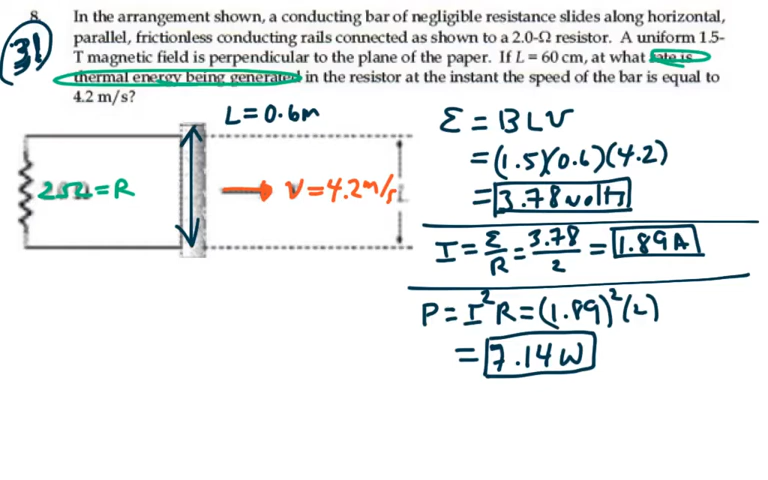 8.
31
In the arrangement shown, a conducting bar of negligible resistance slides along horizontal,
parallel, frictionless conducting rails connected as shown to a 2.0-Ω resistor. A uniform 1.5-
T magnetic field is perpendicular to the plane of the paper. If L = 60 cm, at what rate is
thermal energy being generated in the resistor at the instant the speed of the bar is equal to
4.2 m/s?
L=0.6m
2Ω=R
V=4.2m/s
L
Ɛ = BLV
=(1.5)(0.6)(4.2)
= 3.78 volts
I = Ɛ/R = 3.78/2 = 1.89 A
P = I²R = (1.89)²(2)
= 7.14 W